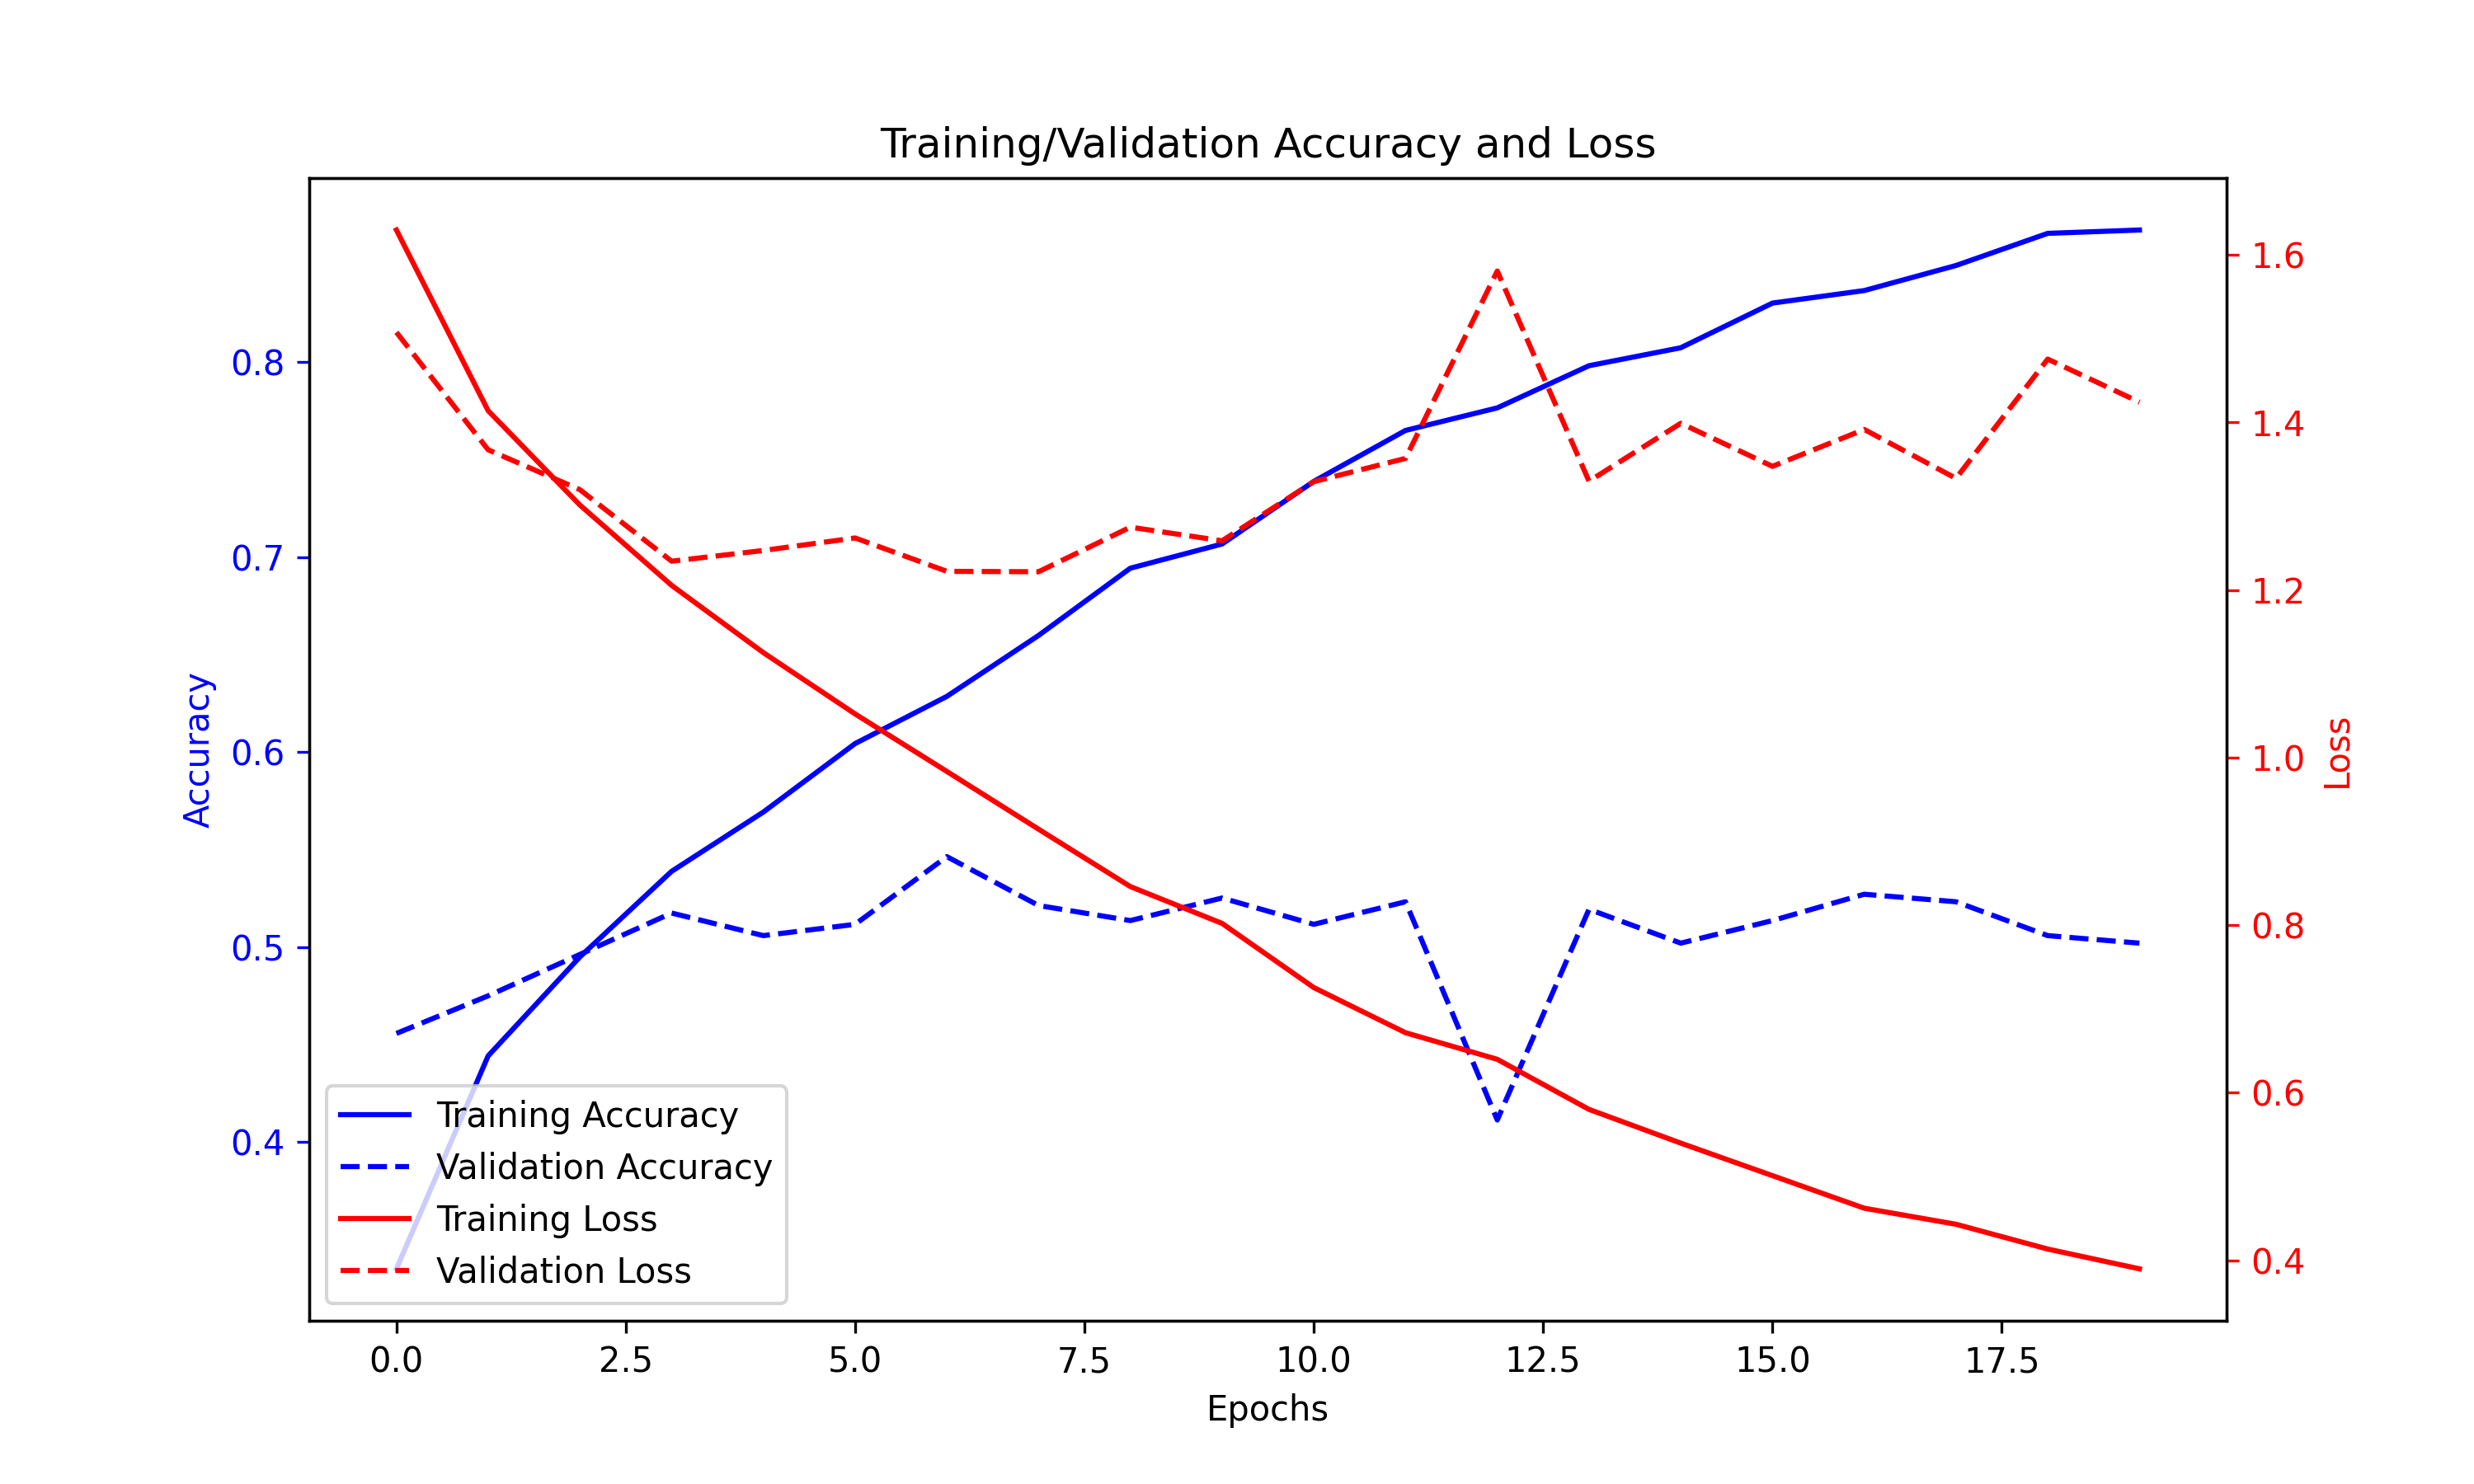 Training/Validation Accuracy and Loss
Accuracy
0.8
0.7
0.6
0.5
0.4
1.6
1.4
1.2
1.0
0.8
0.6
0.4
Loss
Training Accuracy
Validation Accuracy
Training Loss
Validation Loss
0.0 2.5 5.0 7.5 10.0 12.5 15.0 17.5
Epochs